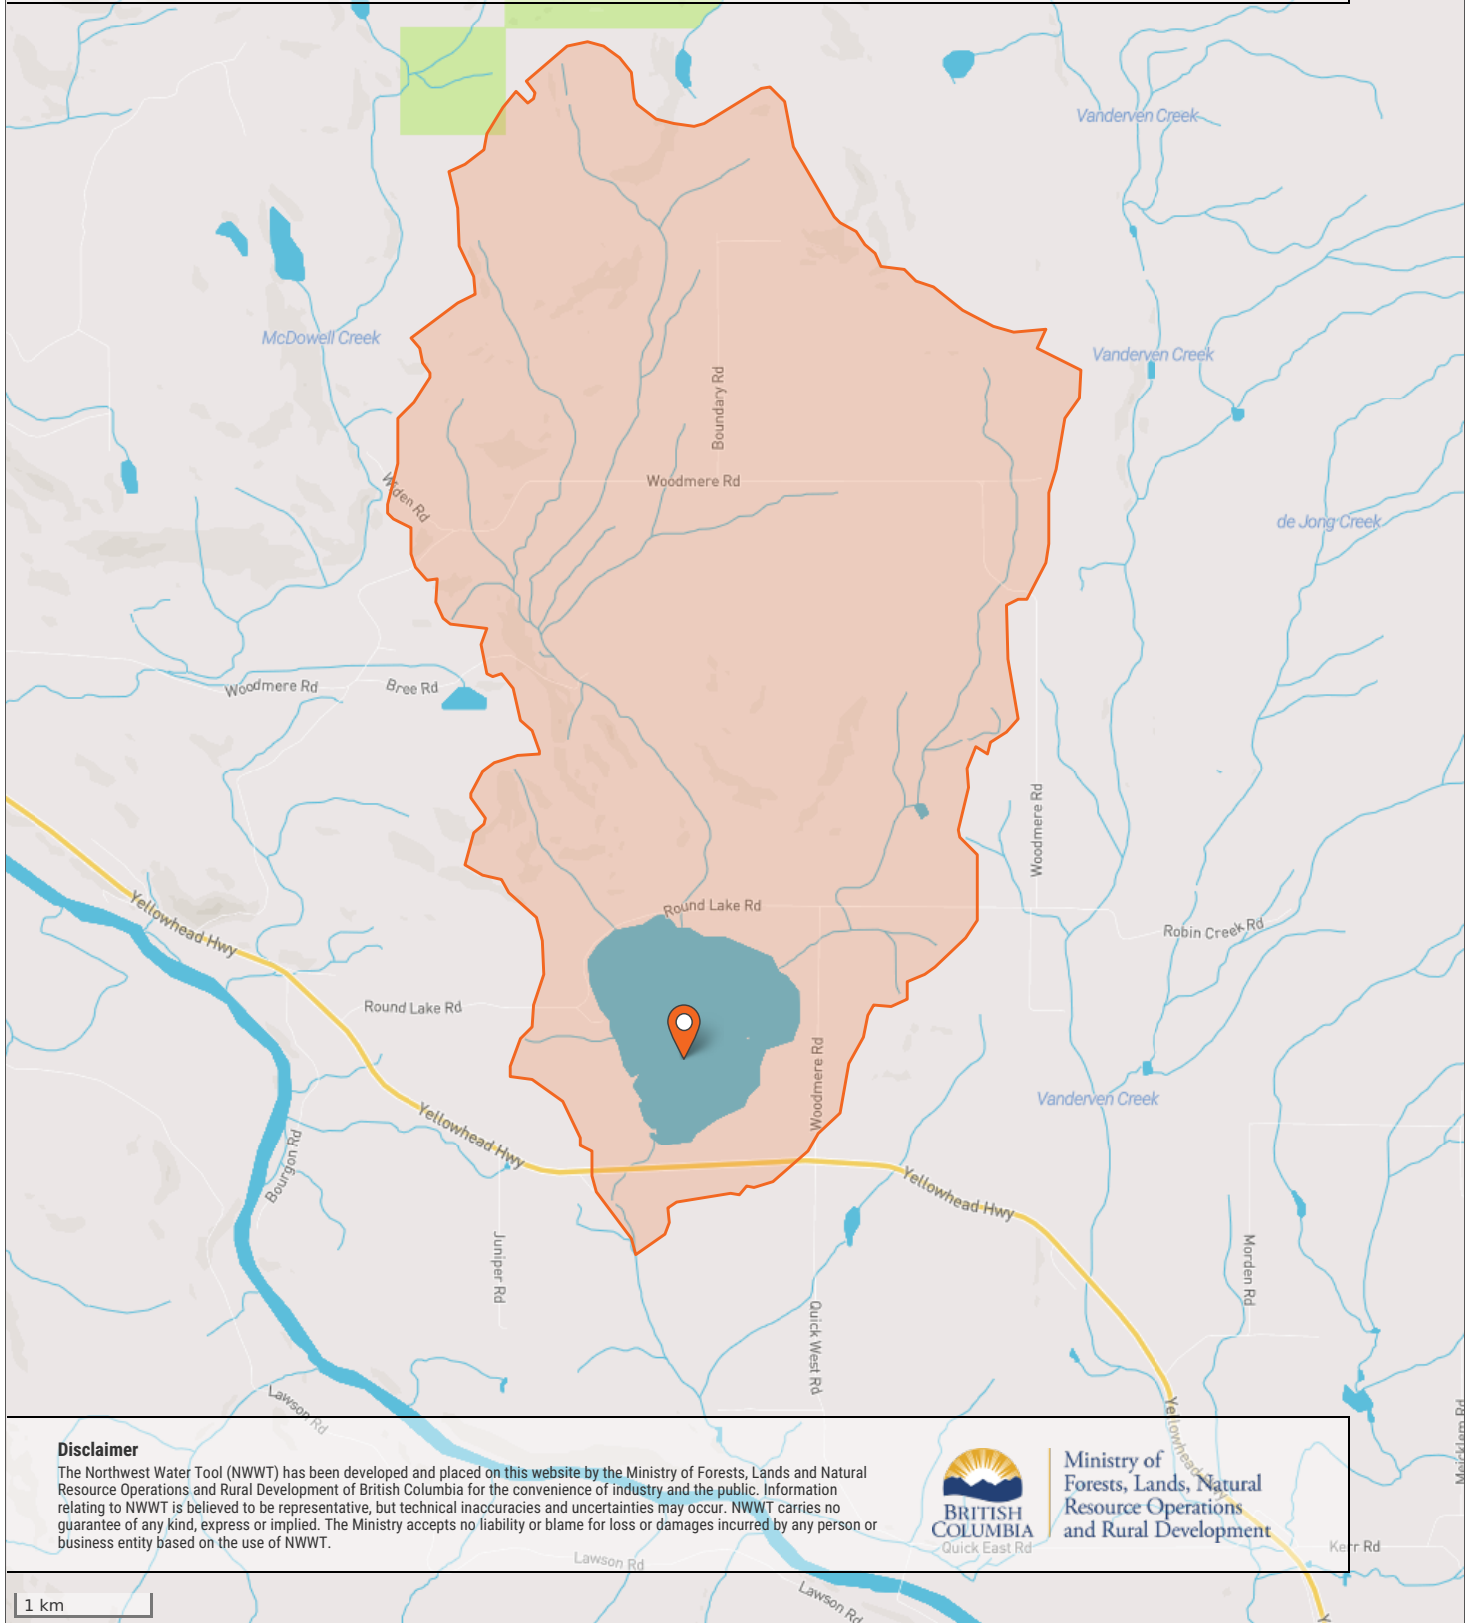 Vanderven Creek
McDowell Creek
Vanderven Creek
Boundary Rd
Woodmere Rd
Widen Rd
de Jong Creek
Woodmere Rd
Bree Rd
Woodmere Rd
Yellowhead Hwy
Round Lake Rd
Robin Creek Rd
Round Lake Rd
Woodmere Rd
Vanderven Creek
Yellowhead Hwy
Bourgon Rd
Yellowhead Hwy
Juniper Rd
Morden Rd
Quick West Rd
Lawson Rd
Yellowhead Hwy
Meicklem Rd
Disclaimer
The Northwest Water Tool (NWWT) has been developed and placed on this website by the Ministry of Forests, Lands and Natural
Resource Operations and Rural Development of British Columbia for the convenience of industry and the public. Information
relating to NWWT is believed to be representative, but technical inaccuracies and uncertainties may occur. NWWT carries no
guarantee of any kind, express or implied. The Ministry accepts no liability or blame for loss or damages incurred by any person or
business entity based on the use of NWWT.
BRITISH
COLUMBIA
Ministry of
Forests, Lands, Natural
Resource Operations
and Rural Development
Quick East Rd
Kerr Rd
Lawson Rd
Lawson Rd
Y
1 km